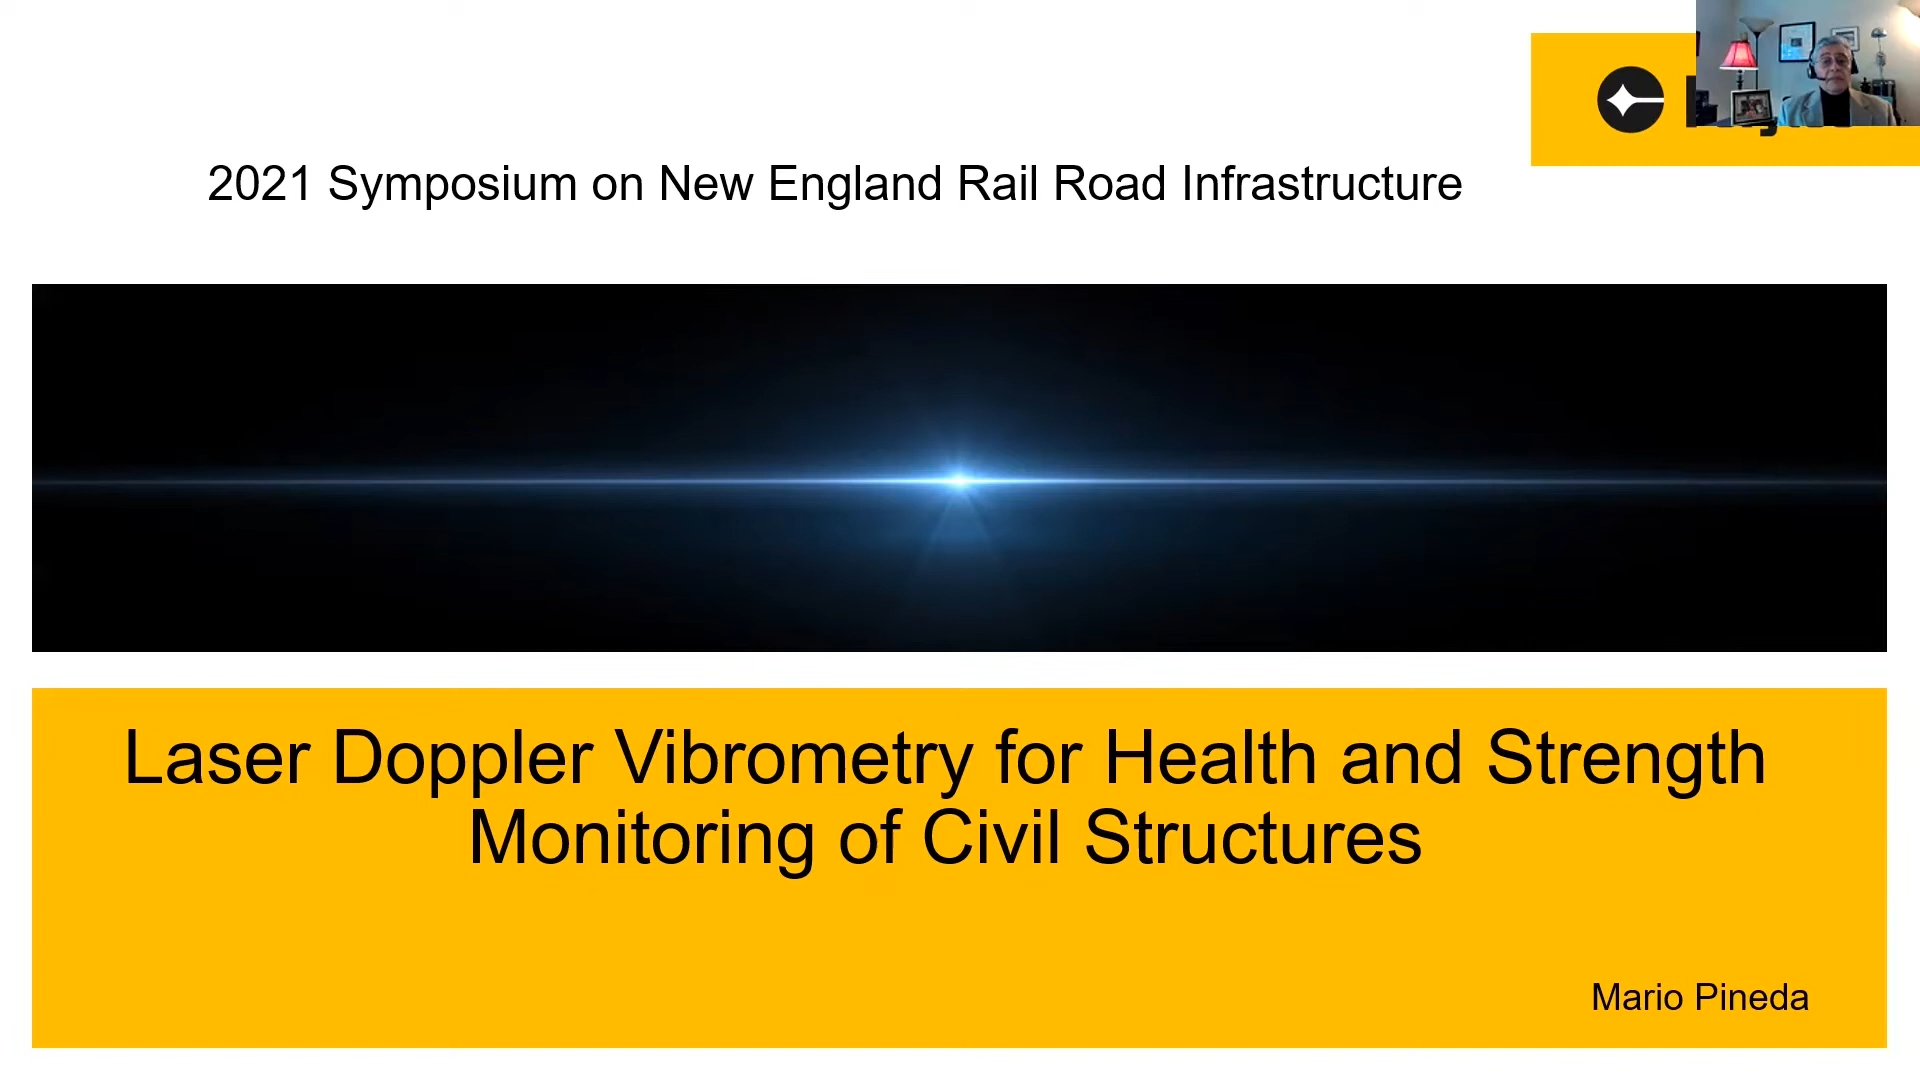 2021 Symposium on New England Rail Road Infrastructure
Laser Doppler Vibrometry for Health and Strength
Monitoring of Civil Structures
Mario Pineda